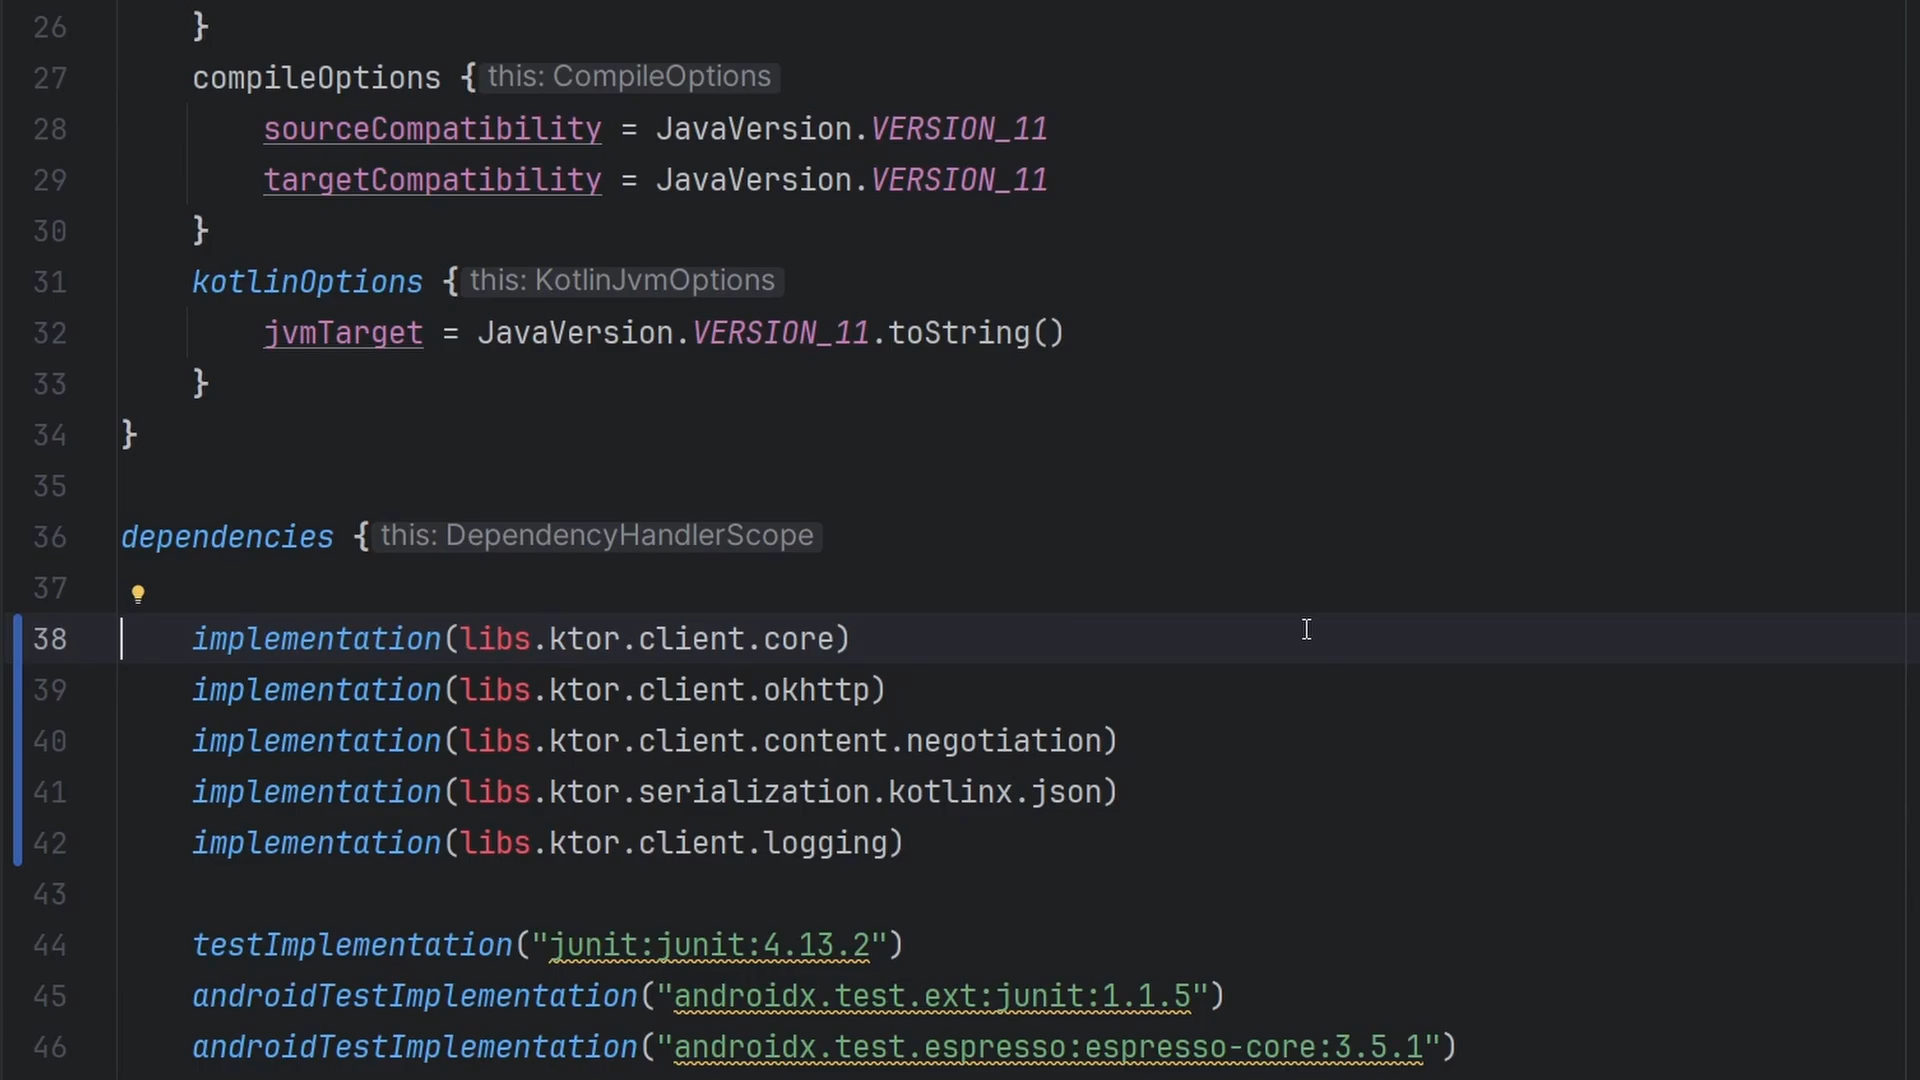 26 }
27 compileOptions { this: CompileOptions
28 sourceCompatibility = JavaVersion.VERSION_11
29 targetCompatibility = JavaVersion.VERSION_11
30 }
31 kotlinOptions { this: KotlinJvmOptions
32 jvmTarget = JavaVersion.VERSION_11.toString()
33 }
34 }
35
36 dependencies { this: DependencyHandlerScope
37
38 implementation(libs.ktor.client.core)
39 implementation(libs.ktor.client.okhttp)
40 implementation(libs.ktor.client.content.negotiation)
41 implementation(libs.ktor.serialization.kotlinx.json)
42 implementation(libs.ktor.client.logging)
43
44 testImplementation("junit:junit:4.13.2")
45 androidTestImplementation("androidx.test.ext:junit:1.1.5")
46 androidTestImplementation("androidx.test.espresso:espresso-core:3.5.1")